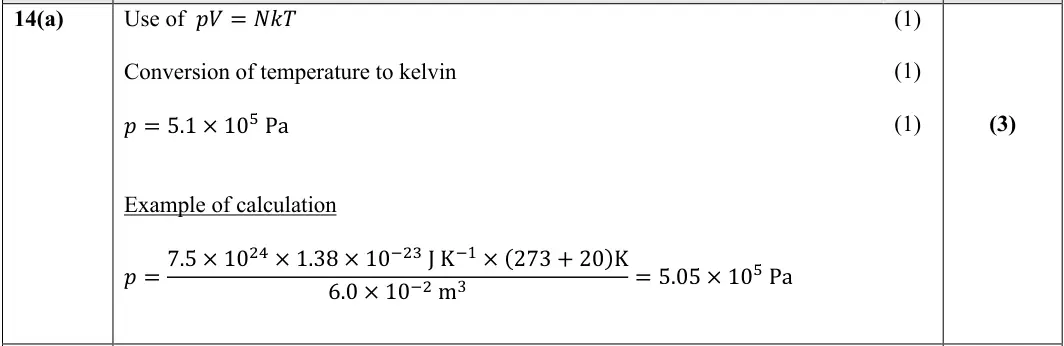 14(a) Use of 𝑝𝑉 = 𝑁𝑘𝑇 (1)
Conversion of temperature to kelvin (1)
𝑝 = 5.1 × 10⁵ Pa (1) (3)
Example of calculation
𝑝 = (7.5 × 10²⁴ × 1.38 × 10⁻²³ J K⁻¹ × (273 + 20)K) / (6.0 × 10⁻² m³) = 5.05 × 10⁵ Pa